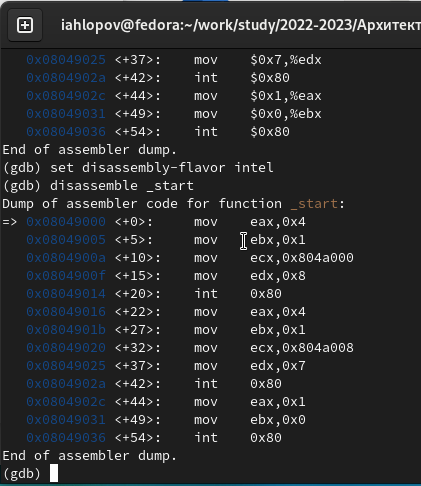 iahlopov@fedora:~/work/study/2022-2023/Архитект
0x08049025 <+37>: mov $0x7,%edx
0x0804902a <+42>: int $0x80
0x0804902c <+44>: mov $0x1,%eax
0x08049031 <+49>: mov $0x0,%ebx
0x08049036 <+54>: int $0x80
End of assembler dump.
(gdb) set disassembly-flavor intel
(gdb) disassemble _start
Dump of assembler code for function _start:
=> 0x08049000 <+0>: mov eax,0x4
0x08049005 <+5>: mov ebx,0x1
0x0804900a <+10>: mov ecx,0x804a000
0x0804900f <+15>: mov edx,0x8
0x08049014 <+20>: int 0x80
0x08049016 <+22>: mov eax,0x4
0x0804901b <+27>: mov ebx,0x1
0x08049020 <+32>: mov ecx,0x804a008
0x08049025 <+37>: mov edx,0x7
0x0804902a <+42>: int 0x80
0x0804902c <+44>: mov eax,0x1
0x08049031 <+49>: mov ebx,0x0
0x08049036 <+54>: int 0x80
End of assembler dump.
(gdb)